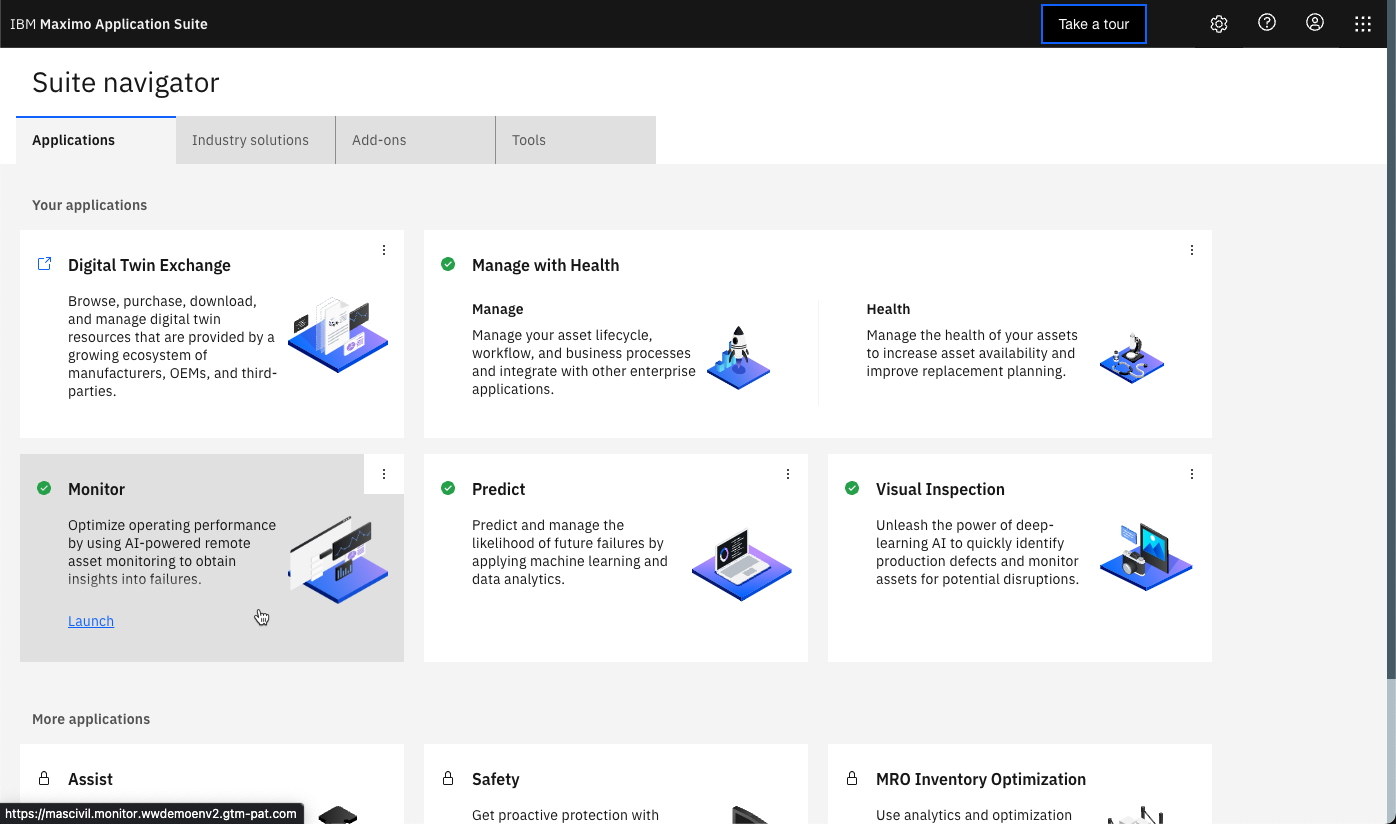 IBM Maximo Application Suite
Take a tour
Suite navigator
Applications
Industry solutions
Add-ons
Tools
Your applications
Digital Twin Exchange
Browse, purchase, download,
and manage digital twin
resources that are provided by a
growing ecosystem of
manufacturers, OEMs, and third-
parties.
Manage with Health
Manage
Manage your asset lifecycle,
workflow, and business processes
and integrate with other enterprise
applications.
Health
Manage the health of your assets
to increase asset availability and
improve replacement planning.
Monitor
Optimize operating performance
by using AI-powered remote
asset monitoring to obtain
insights into failures.
Launch
Predict
Predict and manage the
likelihood of future failures by
applying machine learning and
data analytics.
Visual Inspection
Unleash the power of deep-
learning AI to quickly identify
production defects and monitor
assets for potential disruptions.
More applications
Assist
Safety
Get proactive protection with
MRO Inventory Optimization
Use analytics and optimization
https://mascivil.monitor.wwdemoenv2.gtm-pat.com